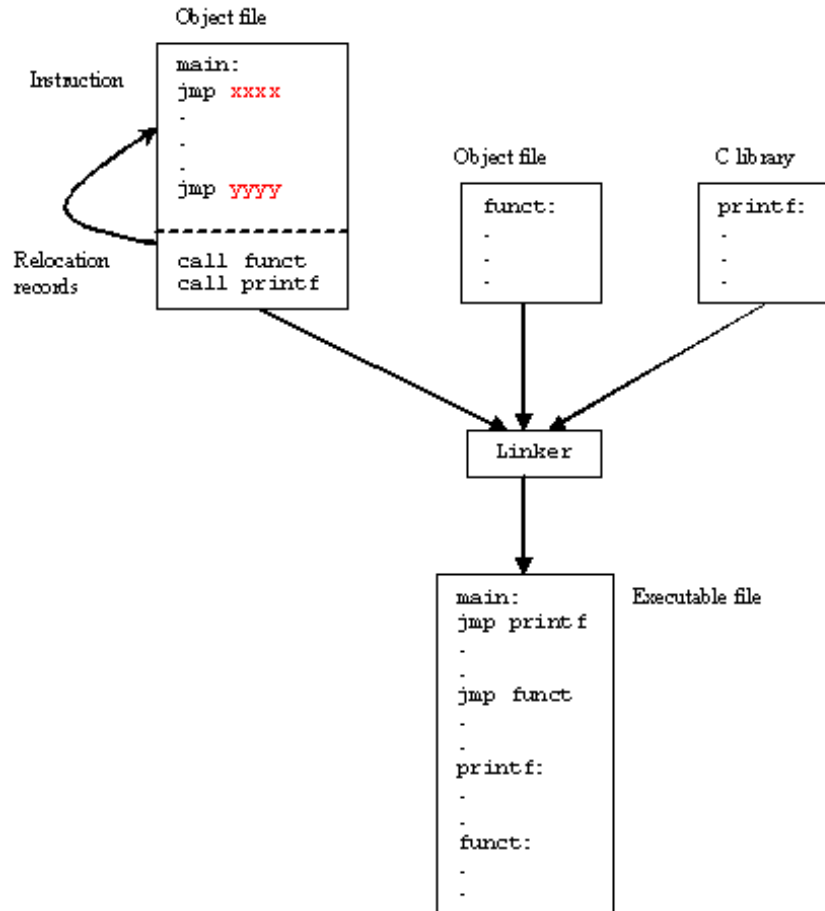 Object file
Instruction
main:
jmp xxxx
.
.
.
jmp yyyy
Relocation
records
call funct
call printf
Object file
funct:
.
.
.
C library
printf:
.
.
.
Linker
Executable file
main:
jmp printf
.
.
jmp funct
.
.
printf:
.
.
funct:
.
.